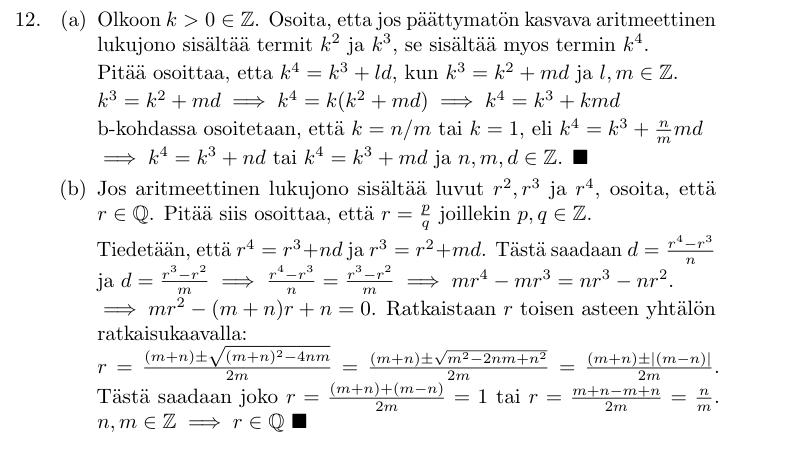 12. (a) Olkoon k > 0 ∈ ℤ. Osoita, etta jos päättymatön kasvava aritmeettinen
lukujono sisältää termit k² ja k³, se sisältää myos termin k⁴.
Pitää osoittaa, etta k⁴ = k³ + ld, kun k³ = k² + md ja l, m ∈ ℤ.
k³ = k² + md ⟹ k⁴ = k(k² + md) ⟹ k⁴ = k³ + kmd
b-kohdassa osoitetaan, että k = n/m tai k = 1, eli k⁴ = k³ + n/m md
⟹ k⁴ = k³ + nd tai k⁴ = k³ + md ja n, m, d ∈ ℤ. ■
(b) Jos aritmeettinen lukujono sisältää luvut r², r³ ja r⁴, osoita, että
r ∈ ℚ. Pitää siis osoittaa, että r = p/q joillekin p, q ∈ ℤ.
Tiedetään, että r⁴ = r³+nd ja r³ = r²+md. Tästä saadaan d = (r⁴−r³)/n
ja d = (r³−r²)/m ⟹ (r⁴−r³)/n = (r³−r²)/m ⟹ mr⁴ − mr³ = nr³ − nr².
⟹ mr² − (m + n)r + n = 0. Ratkaistaan r toisen asteen yhtälön
ratkaisukaavalla:
r = ((m+n)±√((m+n)²−4nm))/2m = ((m+n)±√(m²−2nm+n²))/2m = ((m+n)±|(m−n)|)/2m.
Tästä saadaan joko r = ((m+n)+(m−n))/2m = 1 tai r = (m+n−m+n)/2m = n/m.
n, m ∈ ℤ ⟹ r ∈ ℚ ■